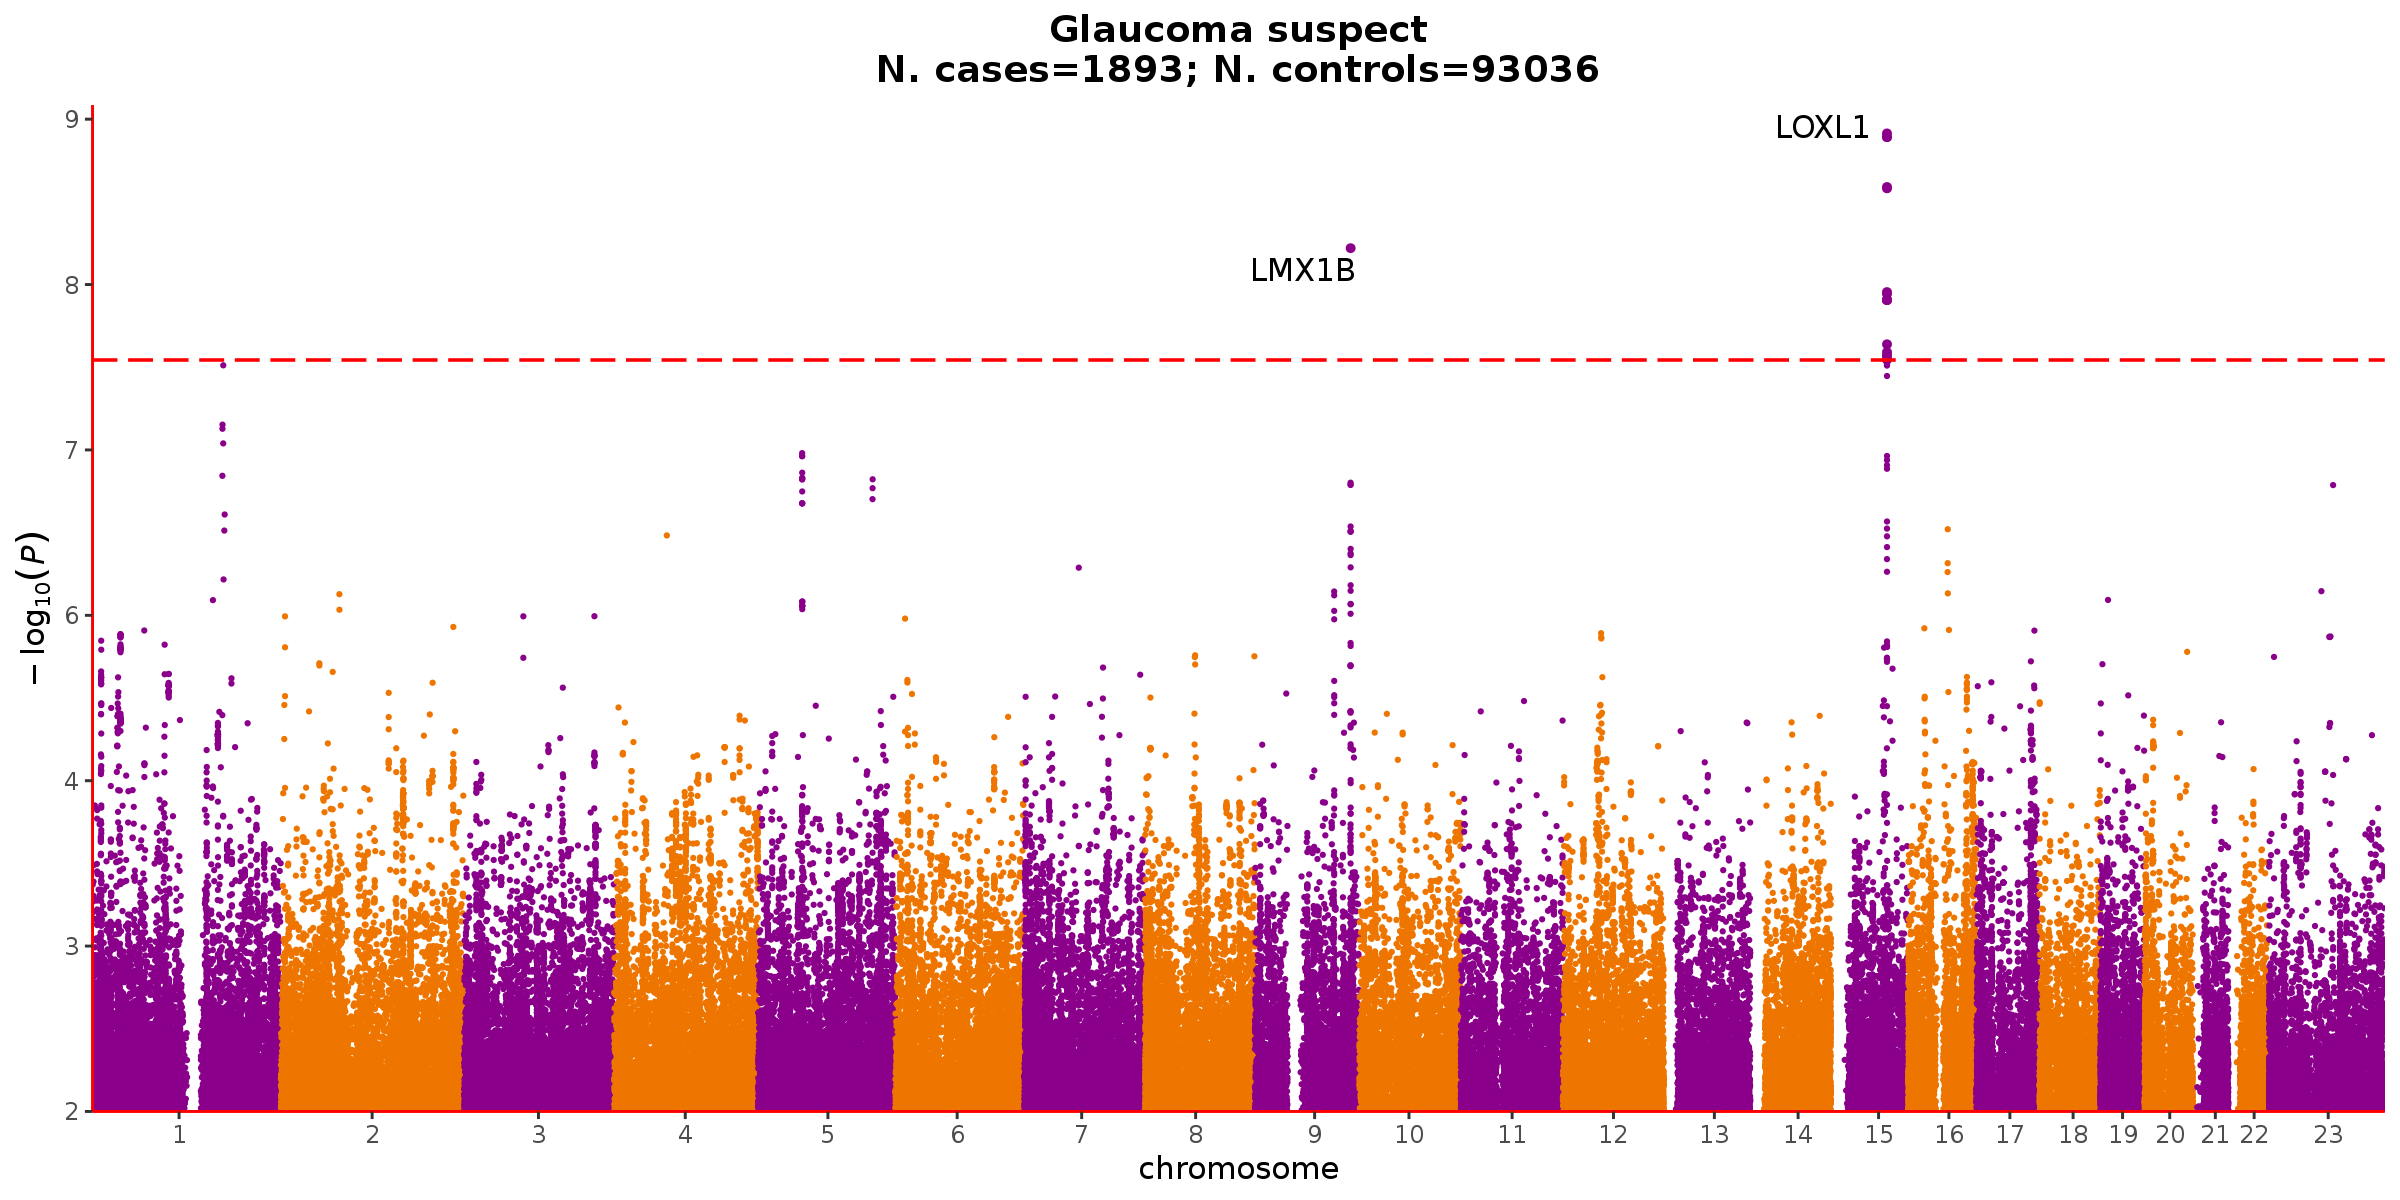 Glaucoma suspect
N. cases=1893; N. controls=93036
9
LOXL1
8
LMX1B
7
6
5
4
3
2
−log10(P)
1 2 3 4 5 6 7 8 9 10 11 12 13 14 15 16 17 18 19 20 21 22 23
chromosome